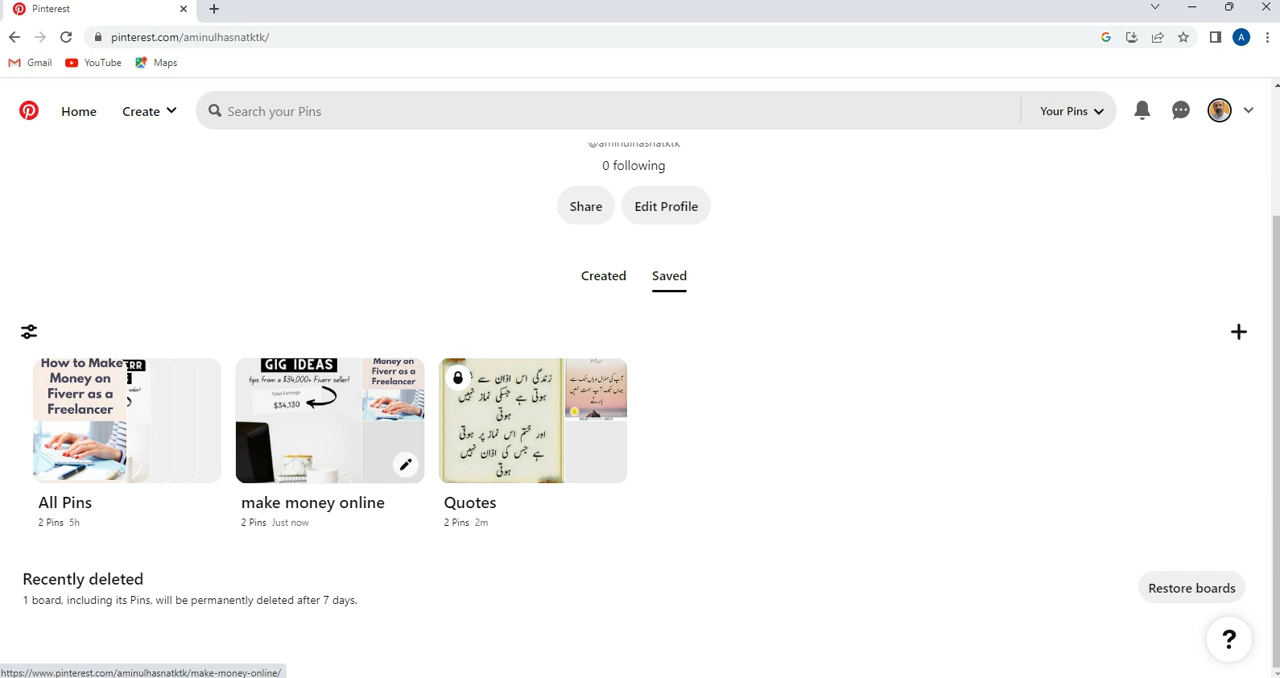 Pinterest
pinterest.com/aminulhasnatktk/
A
Gmail
YouTube
Maps
Home
Create
Search your Pins
Your Pins
@aminulhasnatktk
0 following
Share
Edit Profile
Created
Saved
How to Make
Money on
Fiverr as a
Freelancer
GIG IDEAS
tips from a $34,000+ Fiverr seller!
Total Earnings
$34,130
Money on
Fiverr as a
Freelancer
زندگی اس اذان سے
ہوتی ہے جسکی نماز نہیں
ہوتی
اور ختم اس نماز پر ہوتی
ہے جس کی اذان نہیں
ہوتی
All Pins
2 Pins 5h
make money online
2 Pins Just now
Quotes
2 Pins 2m
Recently deleted
1 board, including its Pins, will be permanently deleted after 7 days.
Restore boards
?
https://www.pinterest.com/aminulhasnatktk/make-money-online/